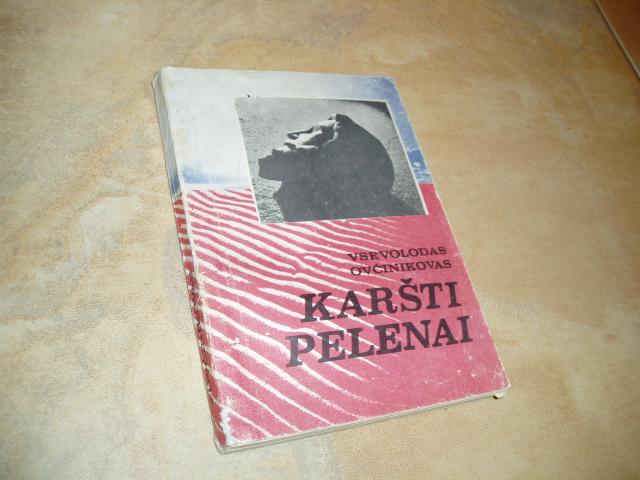 VSEVOLODAS
OVČINIKOVAS
KARŠTI
PELENAI